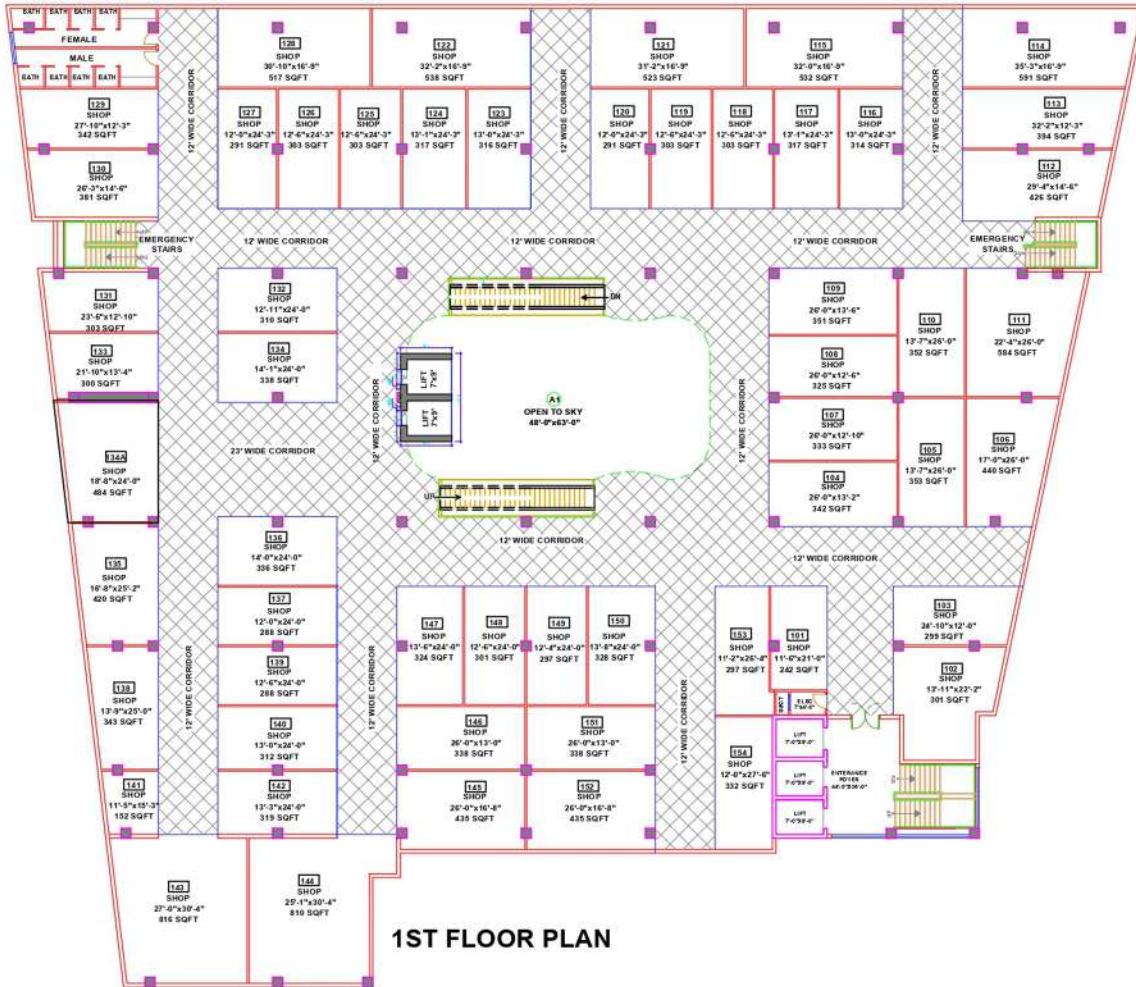 BATH BATH BATH BATH
FEMALE
MALE
BATH BATH BATH BATH
128
SHOP
30'-10"x16'-9"
517 SQFT
122
SHOP
32'-2"x16'-9"
538 SQFT
121
SHOP
31'-2"x16'-9"
523 SQFT
115
SHOP
32'-0"x16'-9"
532 SQFT
114
SHOP
35'-3"x16'-9"
591 SQFT
129
SHOP
27'-10"x12'-3"
342 SQFT
12' WIDE CORRIDOR
127
SHOP
12'-0"x24'-3"
291 SQFT
126
SHOP
12'-6"x24'-3"
303 SQFT
125
SHOP
12'-6"x24'-3"
303 SQFT
124
SHOP
13'-1"x24'-3"
317 SQFT
123
SHOP
13'-0"x24'-3"
316 SQFT
12' WIDE CORRIDOR
120
SHOP
12'-0"x24'-3"
291 SQFT
119
SHOP
12'-6"x24'-3"
303 SQFT
118
SHOP
12'-6"x24'-3"
303 SQFT
117
SHOP
13'-1"x24'-3"
317 SQFT
116
SHOP
13'-0"x24'-3"
314 SQFT
12' WIDE CORRIDOR
113
SHOP
32'-2"x12'-3"
394 SQFT
130
SHOP
26'-3"x14'-6"
381 SQFT
112
SHOP
29'-4"x14'-6"
426 SQFT
EMERGENCY
STAIRS
12' WIDE CORRIDOR
12' WIDE CORRIDOR
12' WIDE CORRIDOR
EMERGENCY
STAIRS
131
SHOP
23'-6"x12'-10"
303 SQFT
132
SHOP
12'-11"x24'-0"
310 SQFT
DN
109
SHOP
26'-0"x13'-6"
351 SQFT
110
SHOP
13'-7"x26'-0"
352 SQFT
111
SHOP
22'-4"x26'-0"
584 SQFT
133
SHOP
21'-10"x13'-4"
300 SQFT
134
SHOP
14'-1"x24'-0"
338 SQFT
108
SHOP
26'-0"x12'-6"
325 SQFT
12' WIDE CORRIDOR
LIFT
7'x9'
LIFT
7'x9'
A1
OPEN TO SKY
48'-0"x63'-0"
12' WIDE CORRIDOR
107
SHOP
26'-0"x12'-10"
333 SQFT
105
SHOP
13'-7"x26'-0"
353 SQFT
106
SHOP
17'-0"x26'-0"
440 SQFT
134A
SHOP
18'-8"x24'-0"
484 SQFT
23' WIDE CORRIDOR
104
SHOP
26'-0"x13'-2"
342 SQFT
UP
135
SHOP
16'-8"x25'-2"
420 SQFT
136
SHOP
14'-0"x24'-0"
336 SQFT
12' WIDE CORRIDOR
12' WIDE CORRIDOR
137
SHOP
12'-0"x24'-0"
288 SQFT
147
SHOP
13'-6"x24'-0"
324 SQFT
148
SHOP
12'-6"x24'-0"
301 SQFT
149
SHOP
12'-4"x24'-0"
297 SQFT
150
SHOP
13'-8"x24'-0"
328 SQFT
153
SHOP
11'-2"x26'-4"
297 SQFT
101
SHOP
11'-6"x21'-0"
242 SQFT
103
SHOP
24'-10"x12'-0"
299 SQFT
138
SHOP
13'-9"x25'-0"
343 SQFT
12' WIDE CORRIDOR
139
SHOP
12'-6"x24'-0"
288 SQFT
12' WIDE CORRIDOR
102
SHOP
13'-11"x22'-2"
301 SQFT
140
SHOP
13'-0"x24'-0"
312 SQFT
146
SHOP
26'-0"x13'-0"
338 SQFT
151
SHOP
26'-0"x13'-0"
338 SQFT
12' WIDE CORRIDOR
DUCT
ELEC
154
SHOP
12'-0"x27'-6"
332 SQFT
LIFT
LIFT
LIFT
ENTERANCE
FOYER
141
SHOP
11'-5"x15'-3"
152 SQFT
142
SHOP
13'-3"x24'-0"
319 SQFT
145
SHOP
26'-0"x16'-8"
435 SQFT
152
SHOP
26'-0"x16'-8"
435 SQFT
143
SHOP
27'-0"x30'-4"
816 SQFT
144
SHOP
25'-1"x30'-4"
810 SQFT
1ST FLOOR PLAN